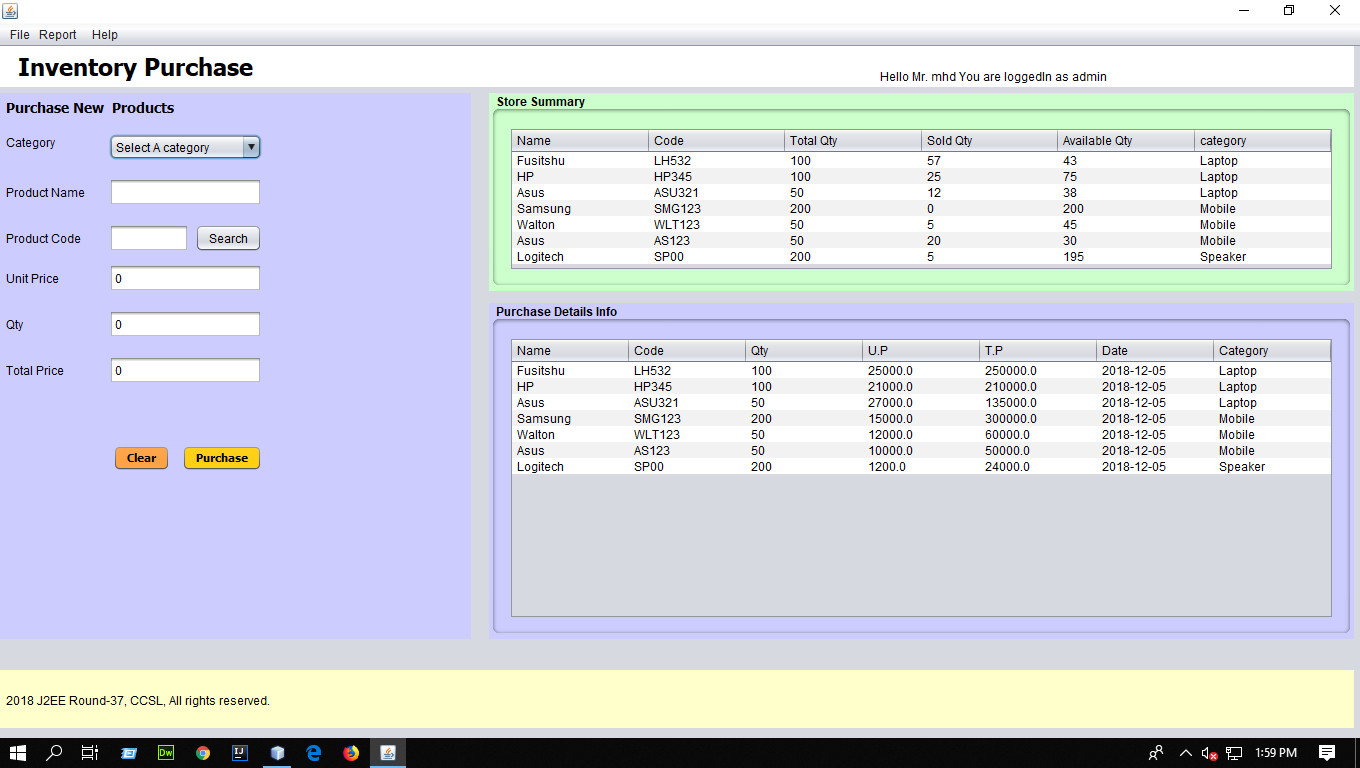 File Report Help
Inventory Purchase
Hello Mr. mhd You are loggedIn as admin
Purchase New Products
Category Select A category
Product Name
Product Code Search
Unit Price 0
Qty 0
Total Price 0
Clear Purchase
Store Summary
Name Code Total Qty Sold Qty Available Qty category
Fusitshu LH532 100 57 43 Laptop
HP HP345 100 25 75 Laptop
Asus ASU321 50 12 38 Laptop
Samsung SMG123 200 0 200 Mobile
Walton WLT123 50 5 45 Mobile
Asus AS123 50 20 30 Mobile
Logitech SP00 200 5 195 Speaker
Purchase Details Info
Name Code Qty U.P T.P Date Category
Fusitshu LH532 100 25000.0 250000.0 2018-12-05 Laptop
HP HP345 100 21000.0 210000.0 2018-12-05 Laptop
Asus ASU321 50 27000.0 135000.0 2018-12-05 Laptop
Samsung SMG123 200 15000.0 300000.0 2018-12-05 Mobile
Walton WLT123 50 12000.0 60000.0 2018-12-05 Mobile
Asus AS123 50 10000.0 50000.0 2018-12-05 Mobile
Logitech SP00 200 1200.0 24000.0 2018-12-05 Speaker
2018 J2EE Round-37, CCSL, All rights reserved.
Dw IJ 1:59 PM